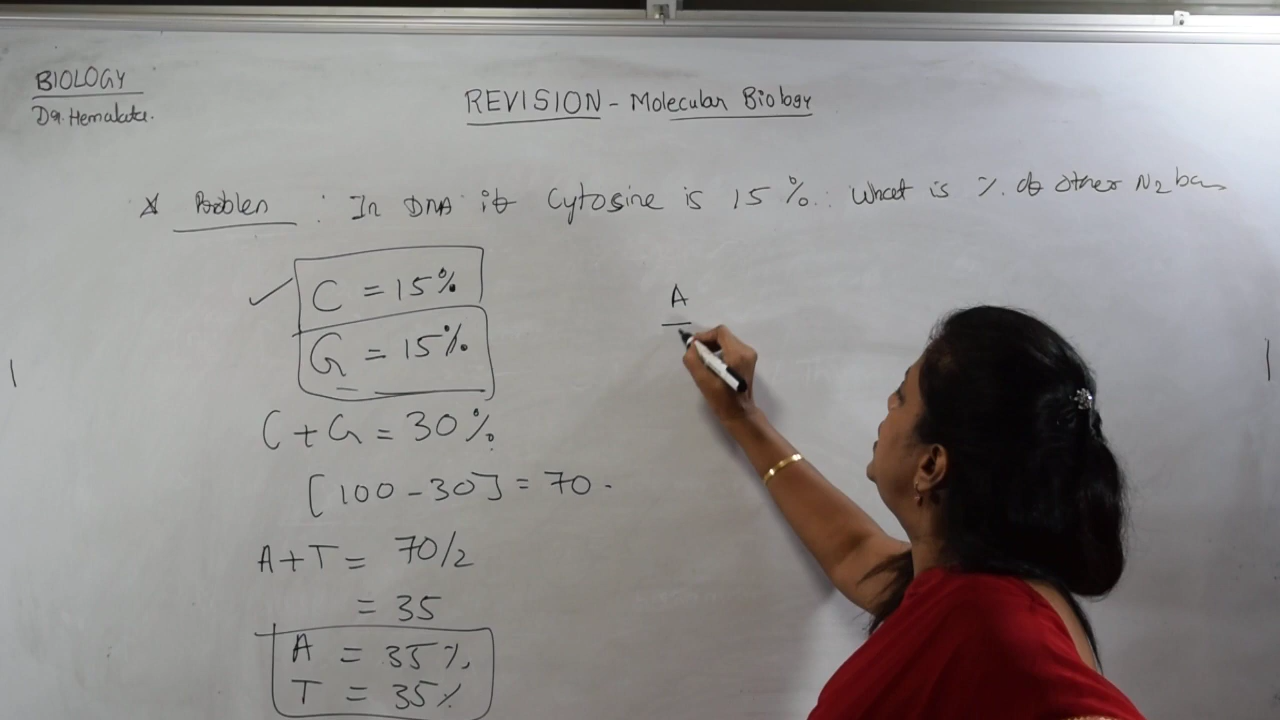 BIOLOGY
Dr. Hemalata.
REVISION - Molecular Biology
Problem : In DNA if Cytosine is 15 %. What is % of other N2 bas
C = 15%
G = 15%
C + G = 30%
[100 - 30] = 70.
A + T = 70/2
= 35
A = 35%
T = 35%
A